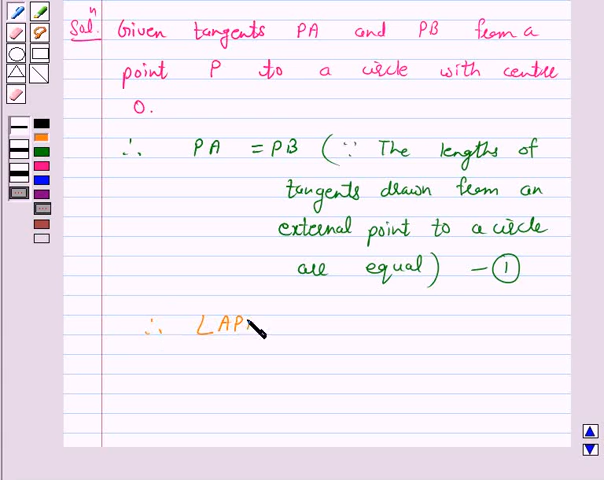 Solⁿ. Given tangents PA and PB from a
point P to a circle with centre
O.
∴ PA = PB (∵ The lengths of
tangents drawn from an
external point to a circle
are equal) — ①
∴ ∠AP